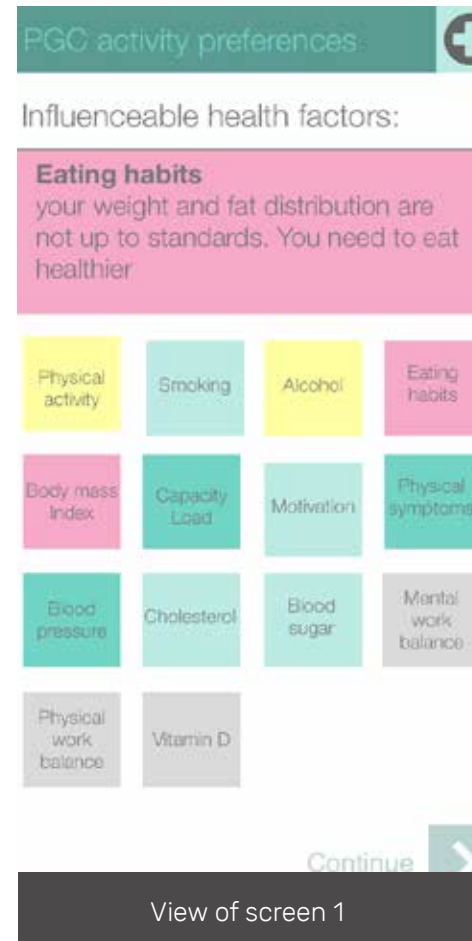 PGC activity preferences
Influenceable health factors:
Eating habits
your weight and fat distribution are
not up to standards. You need to eat
healthier
Physical
activity
Smoking
Alcohol
Eating
habits
Body mass
Index
Capacity
Load
Motivation
Physical
symptoms
Blood
pressure
Cholesterol
Blood
sugar
Mental
work
balance
Physical
work
balance
Vitamin D
Continue
View of screen 1